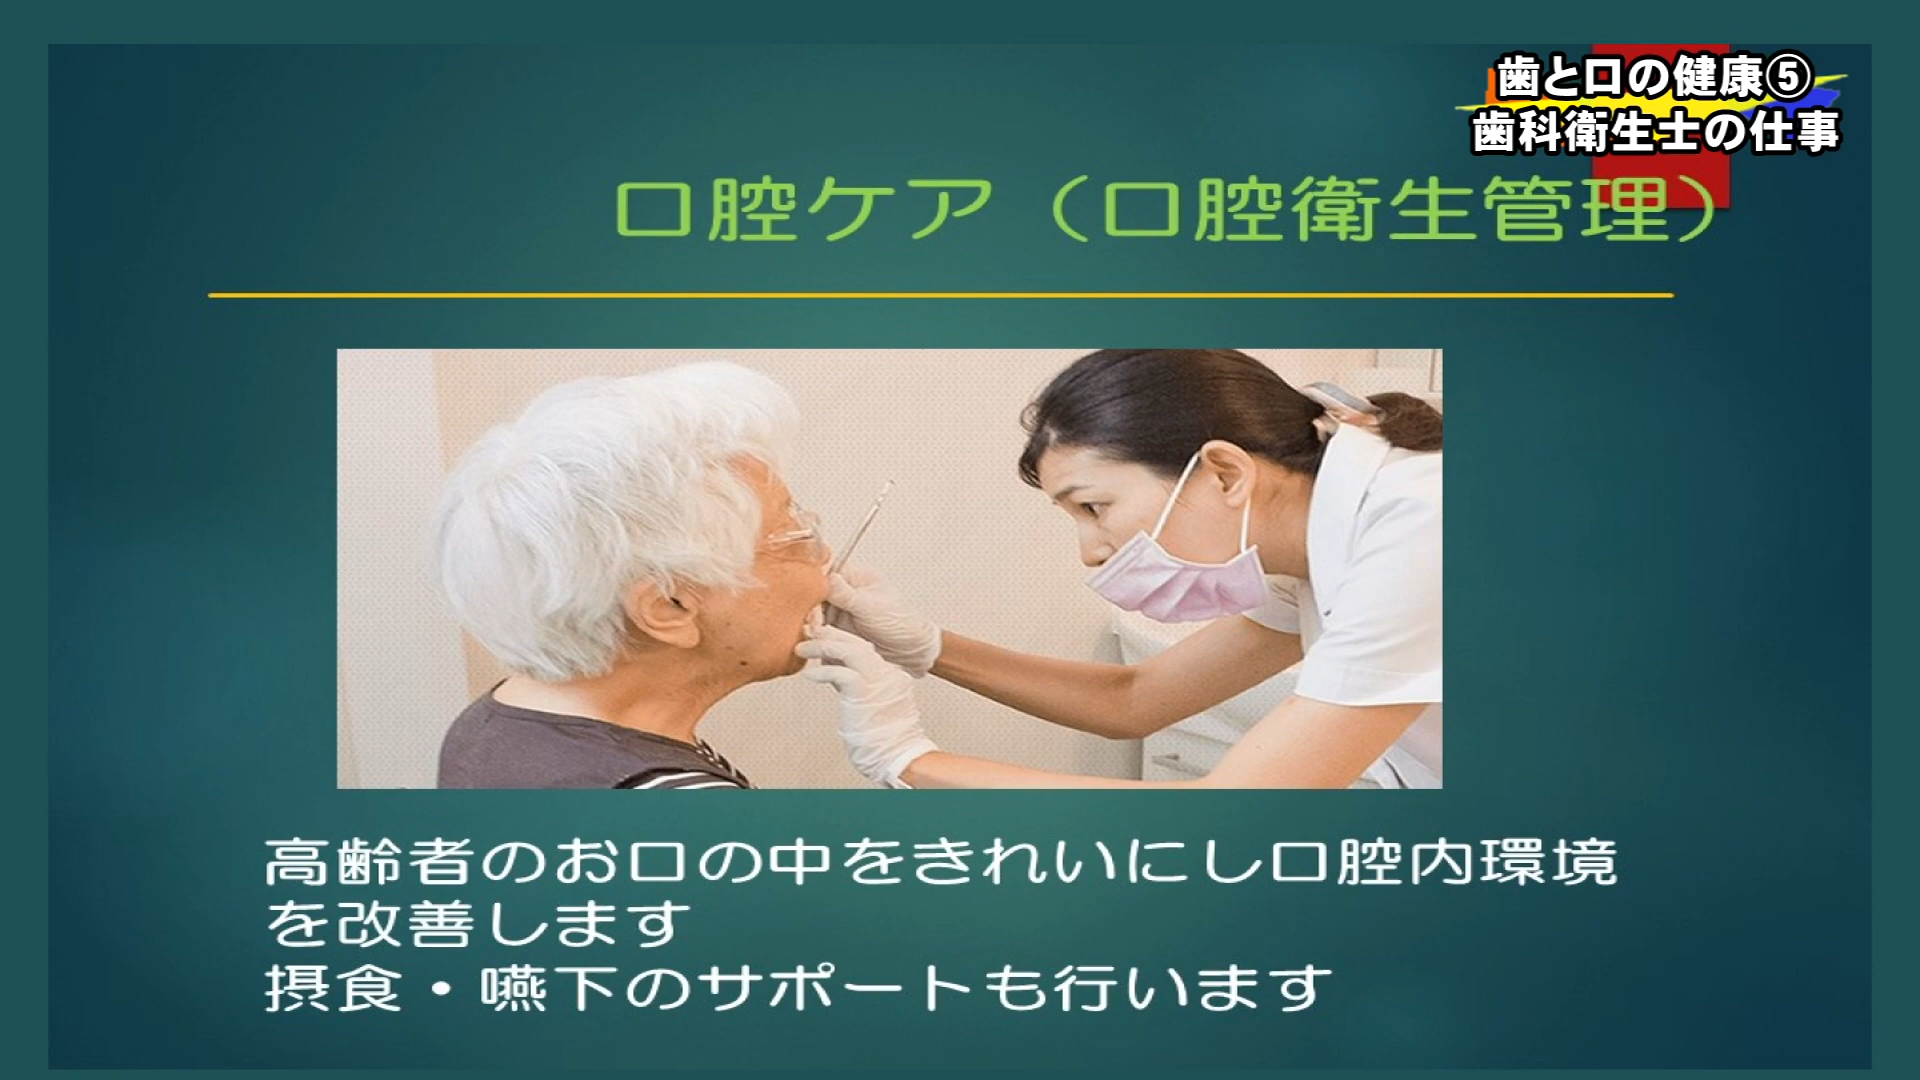 歯と口の健康⑤
歯科衛生士の仕事
口腔ケア（口腔衛生管理）
高齢者のお口の中をきれいにし口腔内環境
を改善します
摂食・嚥下のサポートも行います